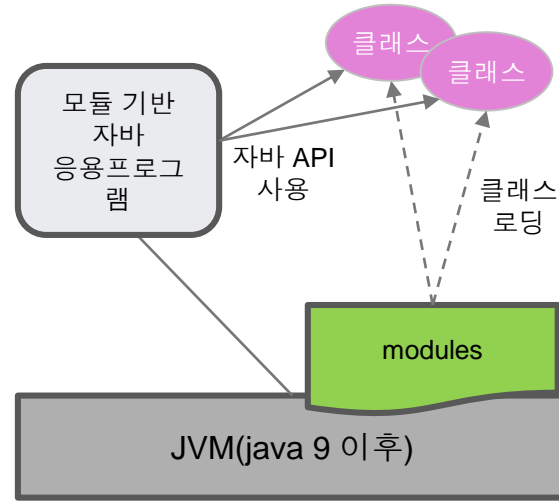 클래스
클래스
모듈 기반
자바
응용프로그
램
자바 API
사용
클래스
로딩
modules
JVM(java 9 이후)